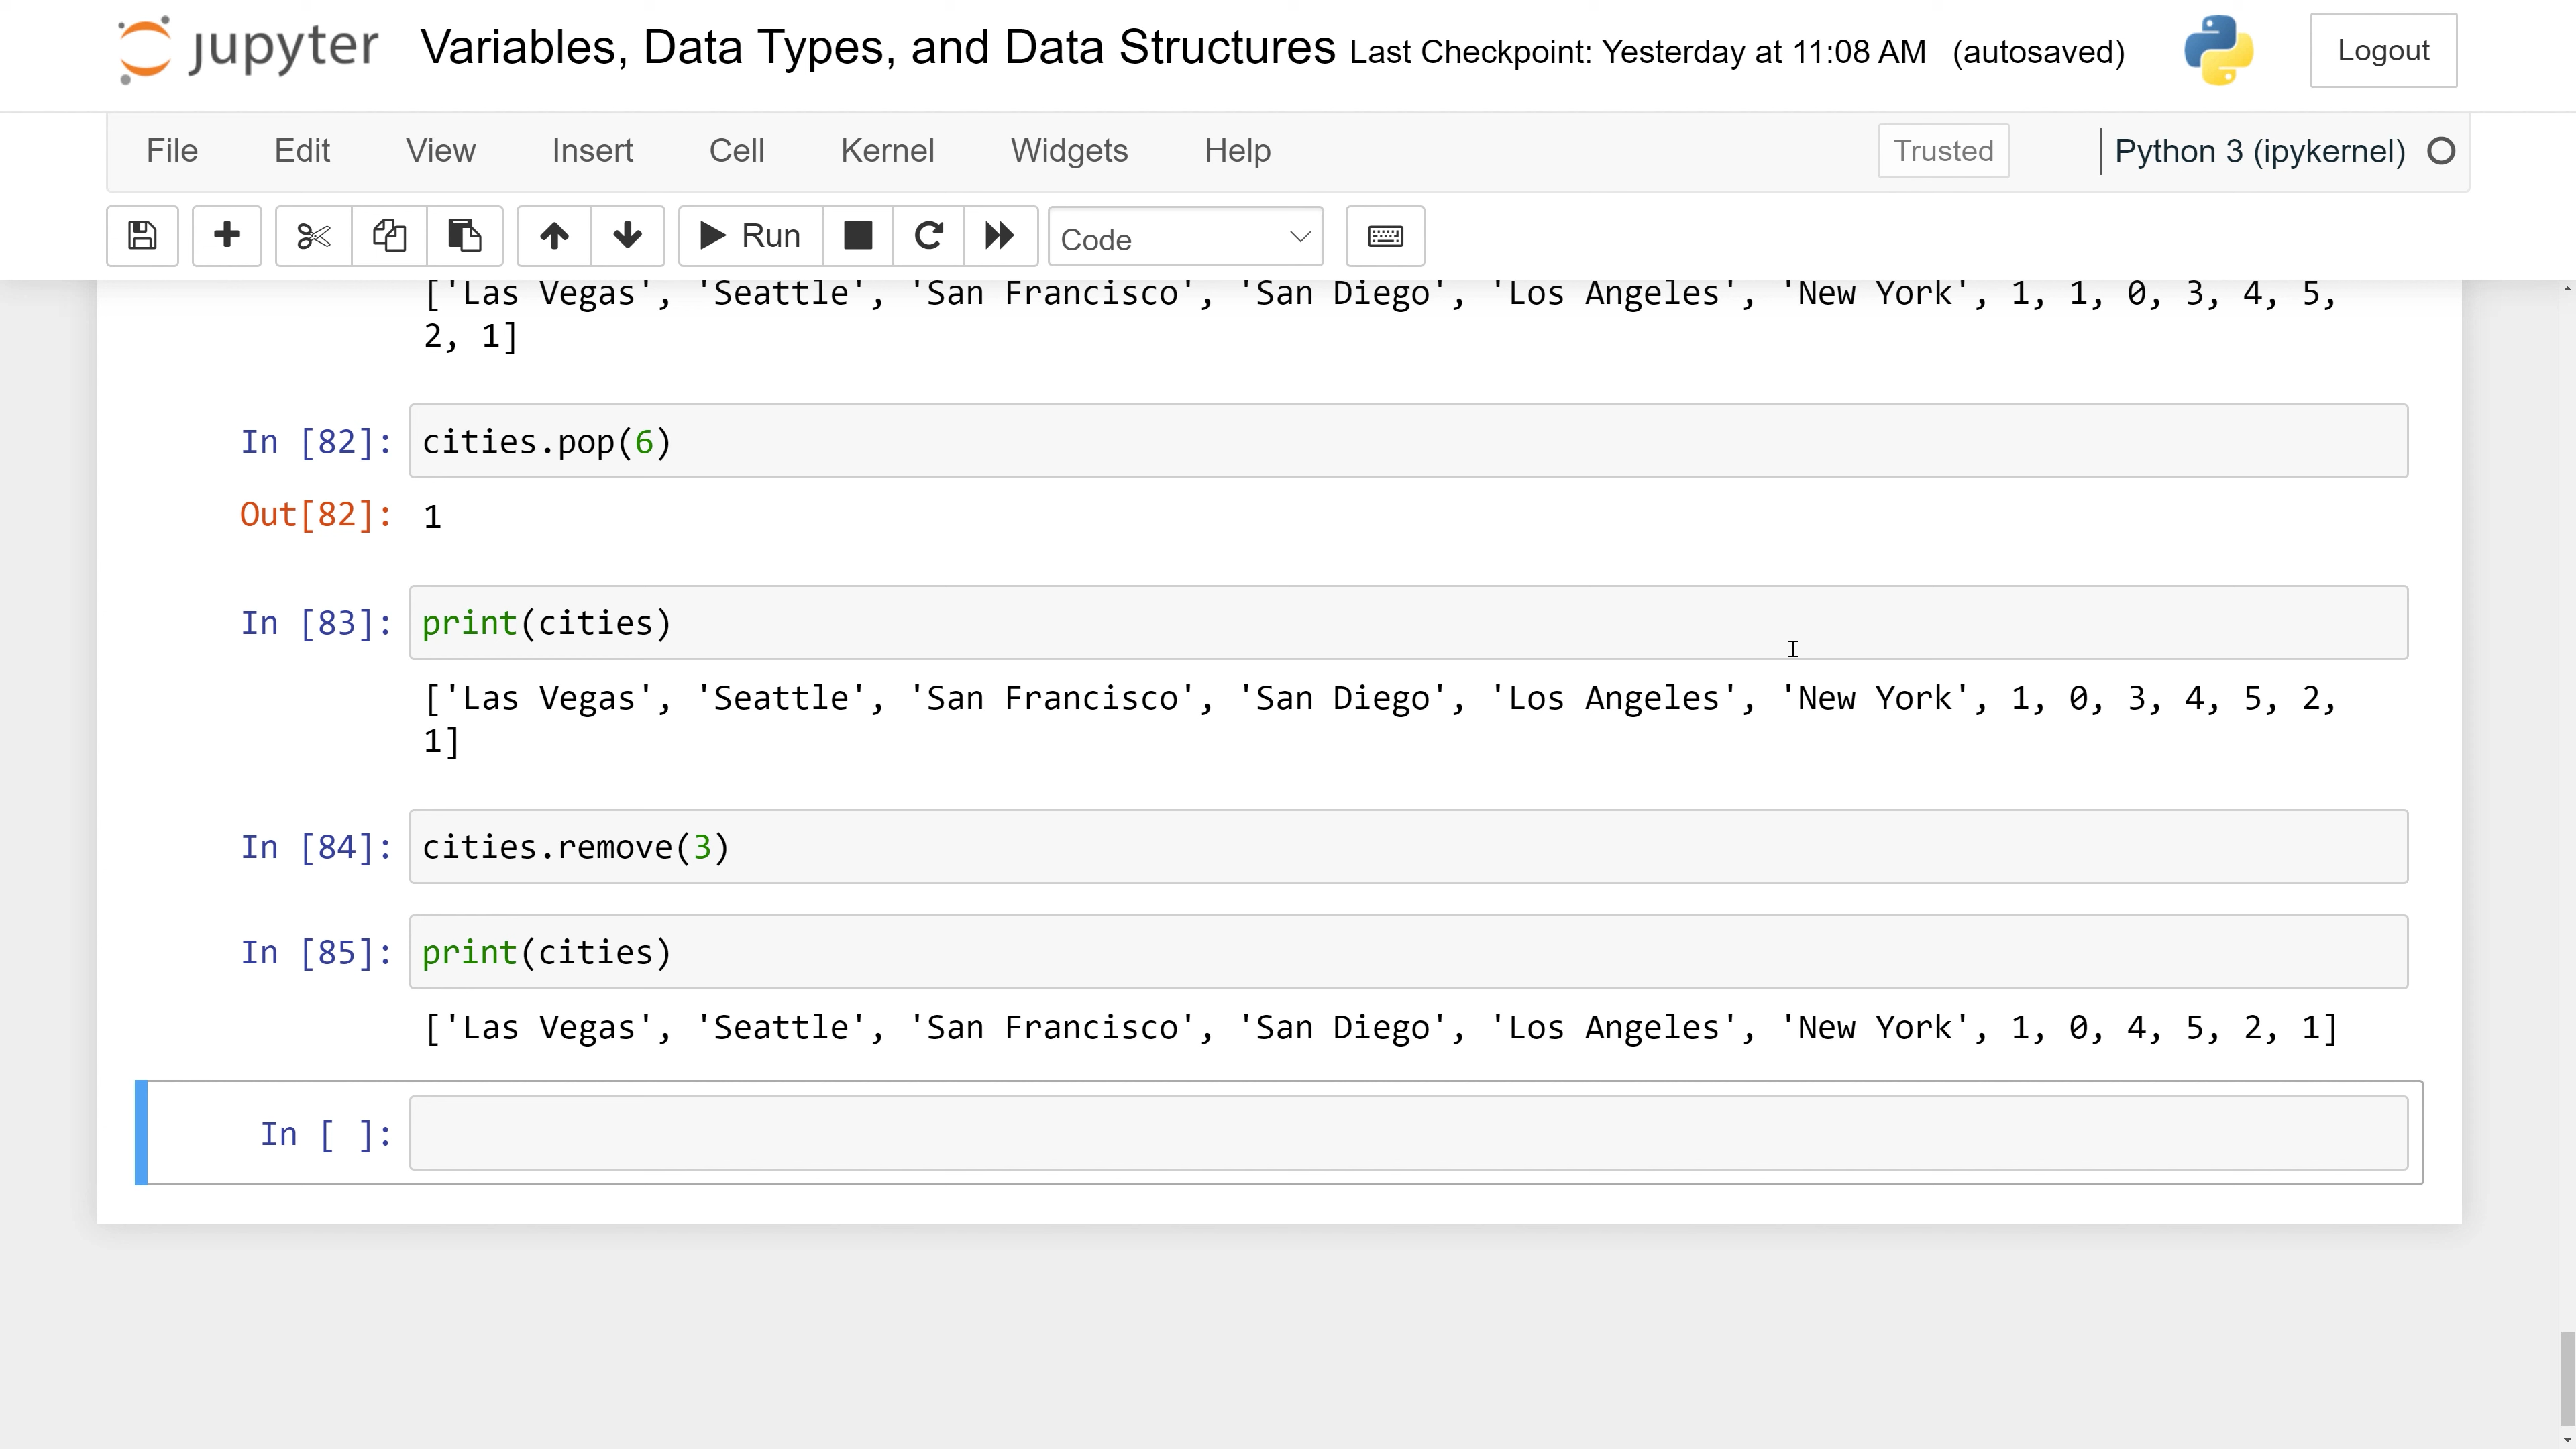 jupyter Variables, Data Types, and Data Structures Last Checkpoint: Yesterday at 11:08 AM (autosaved) Logout
File Edit View Insert Cell Kernel Widgets Help Trusted Python 3 (ipykernel)
Run Code
['Las Vegas', 'Seattle', 'San Francisco', 'San Diego', 'Los Angeles', 'New York', 1, 1, 0, 3, 4, 5,
2, 1]
In [82]: cities.pop(6)
Out[82]: 1
In [83]: print(cities)
['Las Vegas', 'Seattle', 'San Francisco', 'San Diego', 'Los Angeles', 'New York', 1, 0, 3, 4, 5, 2,
1]
In [84]: cities.remove(3)
In [85]: print(cities)
['Las Vegas', 'Seattle', 'San Francisco', 'San Diego', 'Los Angeles', 'New York', 1, 0, 4, 5, 2, 1]
In [ ]: